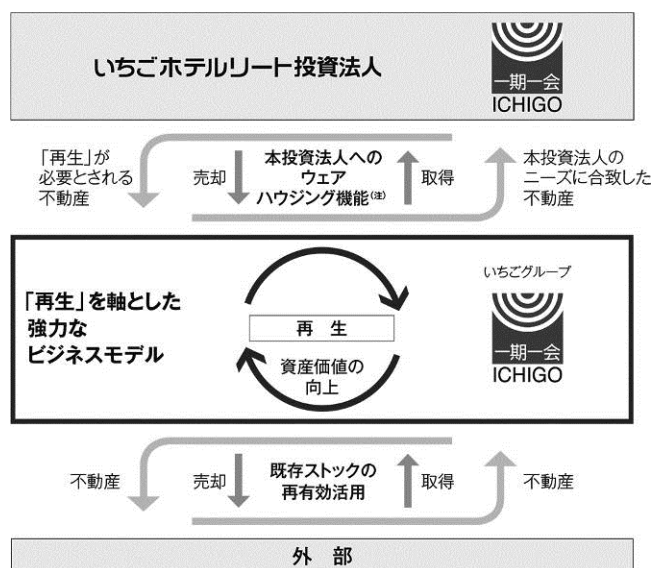 いちごホテルリート投資法人
一期一会
ICHIGO
「再生」が
必要とされる
不動産
売却
本投資法人への
ウェア
ハウジング機能(注)
取得
本投資法人の
ニーズに合致した
不動産
「再生」を軸とした
強力な
ビジネスモデル
再 生
資産価値の
向上
いちごグループ
一期一会
ICHIGO
不動産
売却
既存ストックの
再有効活用
取得
不動産
外 部